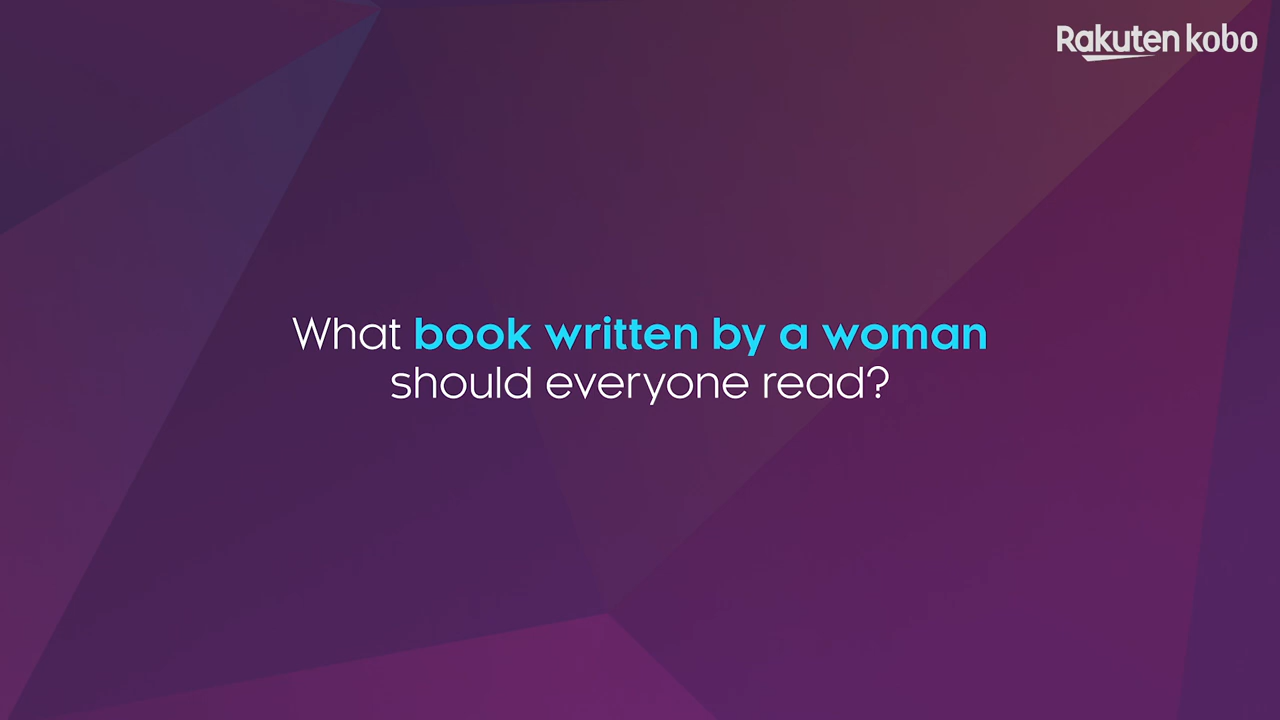 Rakuten kobo
What book written by a woman
should everyone read?